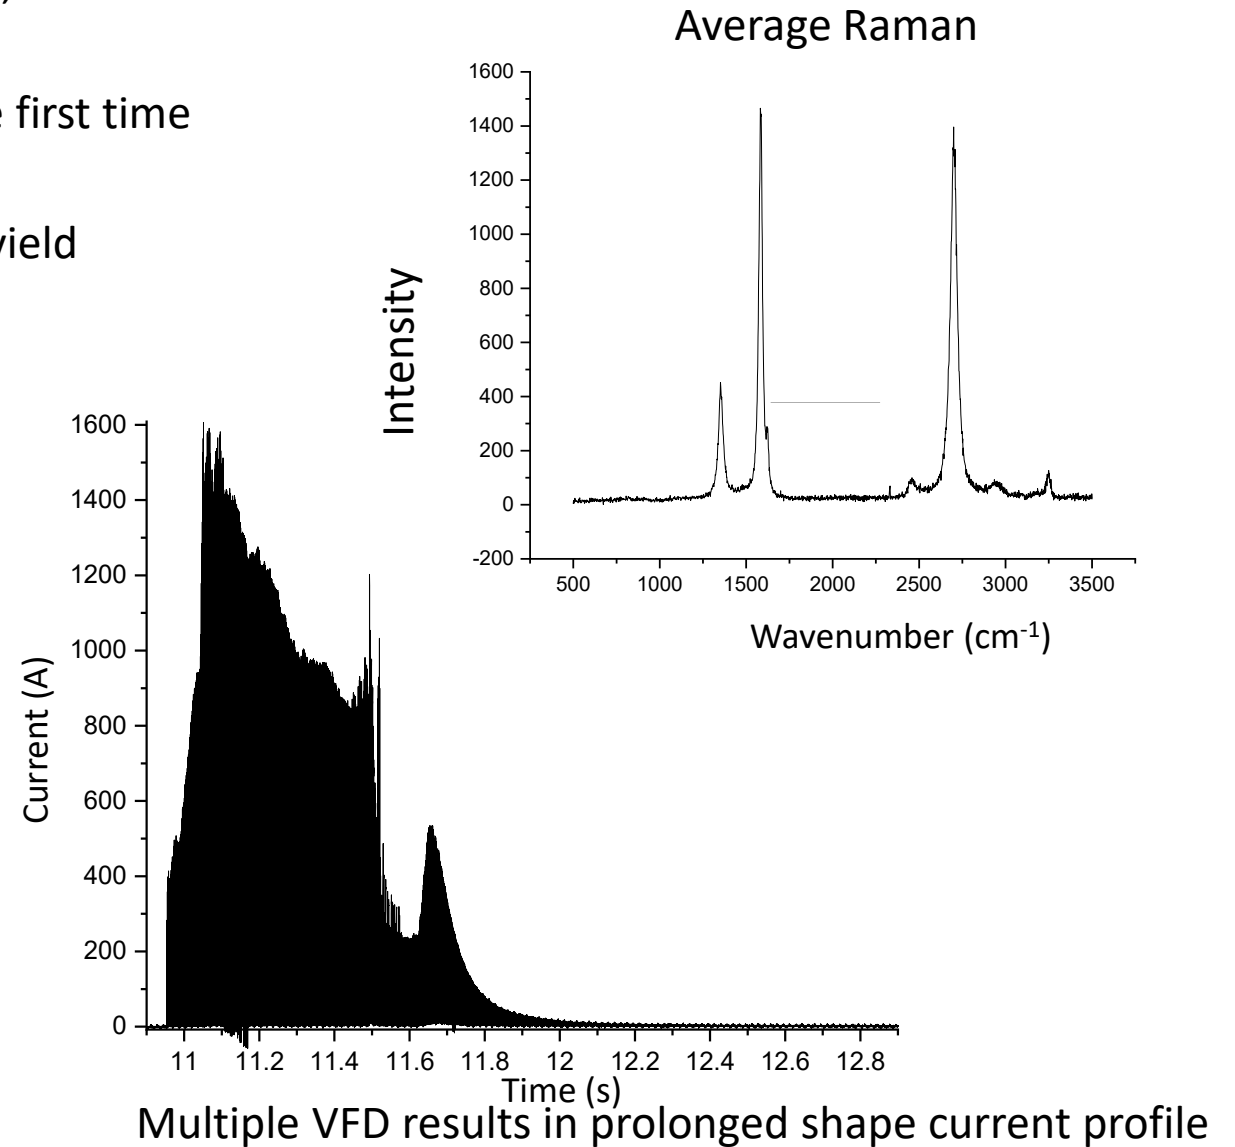 Average Raman
first time
yield
1600
1400
1200
1000
800
600
400
200
0
-200
Intensity
500 1000 1500 2000 2500 3000 3500
Wavenumber (cm-1)
1600
1400
1200
1000
800
600
400
200
0
Current (A)
11 11.2 11.4 11.6 11.8 12 12.2 12.4 12.6 12.8
Time (s)
Multiple VFD results in prolonged shape current profile